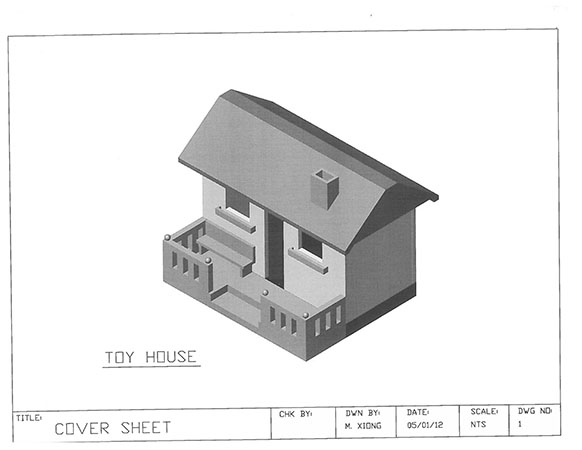 TOY HOUSE
TITLE:
COVER SHEET
CHK BY:
DWN BY:
M. XIONG
DATE:
05/01/12
SCALE:
NTS
DWG NO:
1